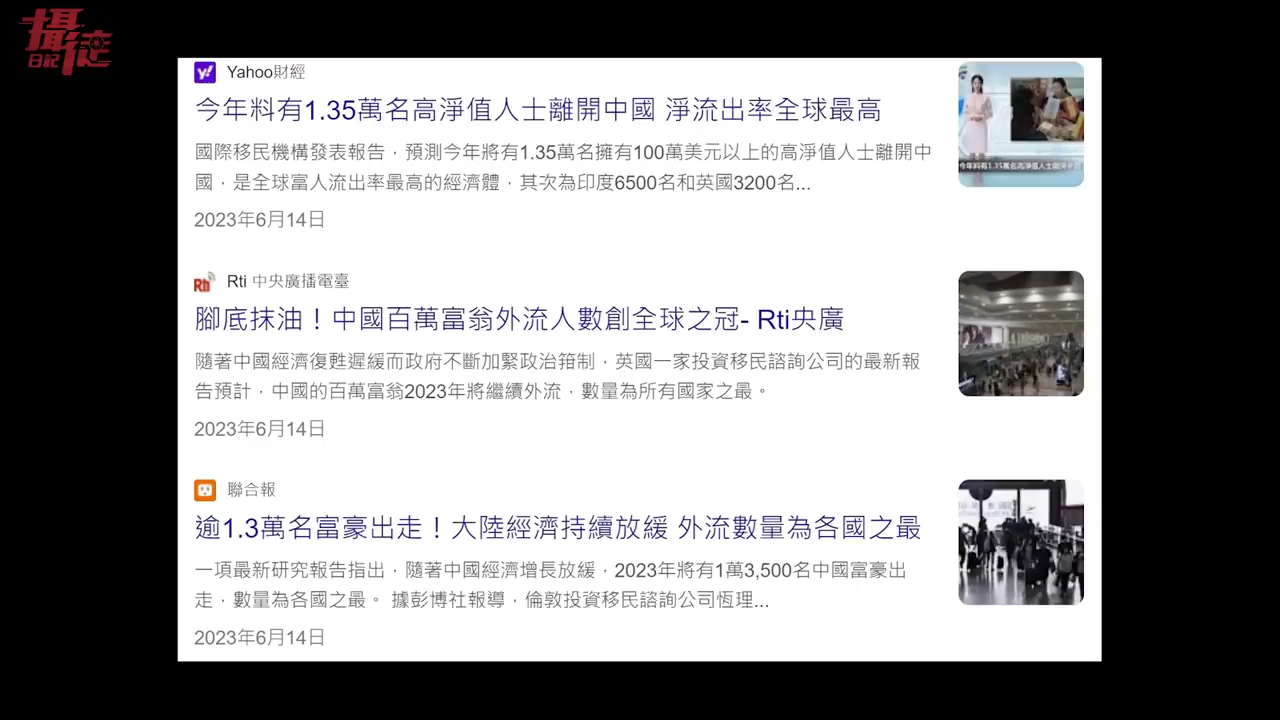 攝徒
日記
Yahoo財經
今年料有1.35萬名高淨值人士離開中國 淨流出率全球最高
國際移民機構發表報告，預測今年將有1.35萬名擁有100萬美元以上的高淨值人士離開中
國，是全球富人流出率最高的經濟體，其次為印度6500名和英國3200名...
2023年6月14日
Rti 中央廣播電臺
腳底抹油！中國百萬富翁外流人數創全球之冠- Rti央廣
隨著中國經濟復甦遲緩而政府不斷加緊政治箝制，英國一家投資移民諮詢公司的最新報
告預計，中國的百萬富翁2023年將繼續外流，數量為所有國家之最。
2023年6月14日
聯合報
逾1.3萬名富豪出走！大陸經濟持續放緩 外流數量為各國之最
一項最新研究報告指出，隨著中國經濟增長放緩，2023年將有1萬3,500名中國富豪出
走，數量為各國之最。 據彭博社報導，倫敦投資移民諮詢公司恆理...
2023年6月14日